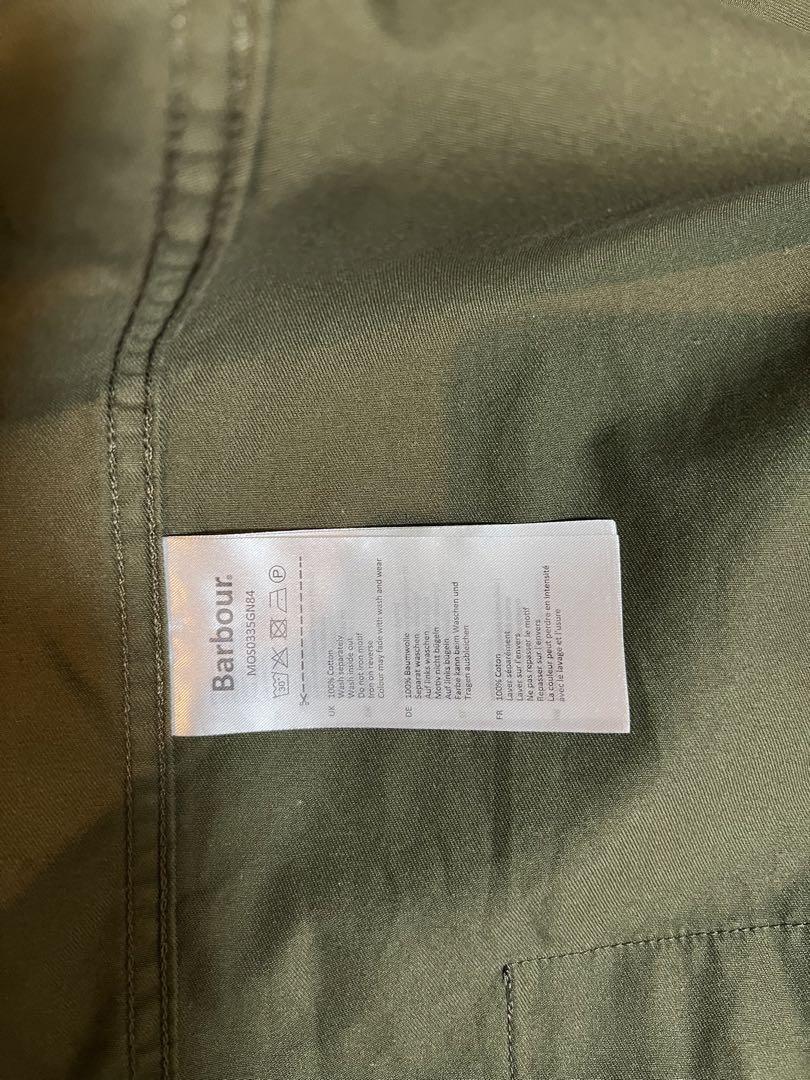 Barbour
MOS0335GN84
30°
P
UK 100% Cotton
Wash separately
Wash inside out
Do not iron motif
Iron on reverse
Colour may fade with wash and wear
DE 100% Baumwolle
Separat waschen
Auf links waschen
Motiv nicht bügeln
Auf links bügeln
Farbe kann beim Waschen und
Tragen ausbleichen
FR 100% Coton
Laver séparément
Laver sur l'envers
Ne pas repasser le motif
Repasser sur l'envers
La couleur peut perdre en intensité
avec le lavage et l'usure